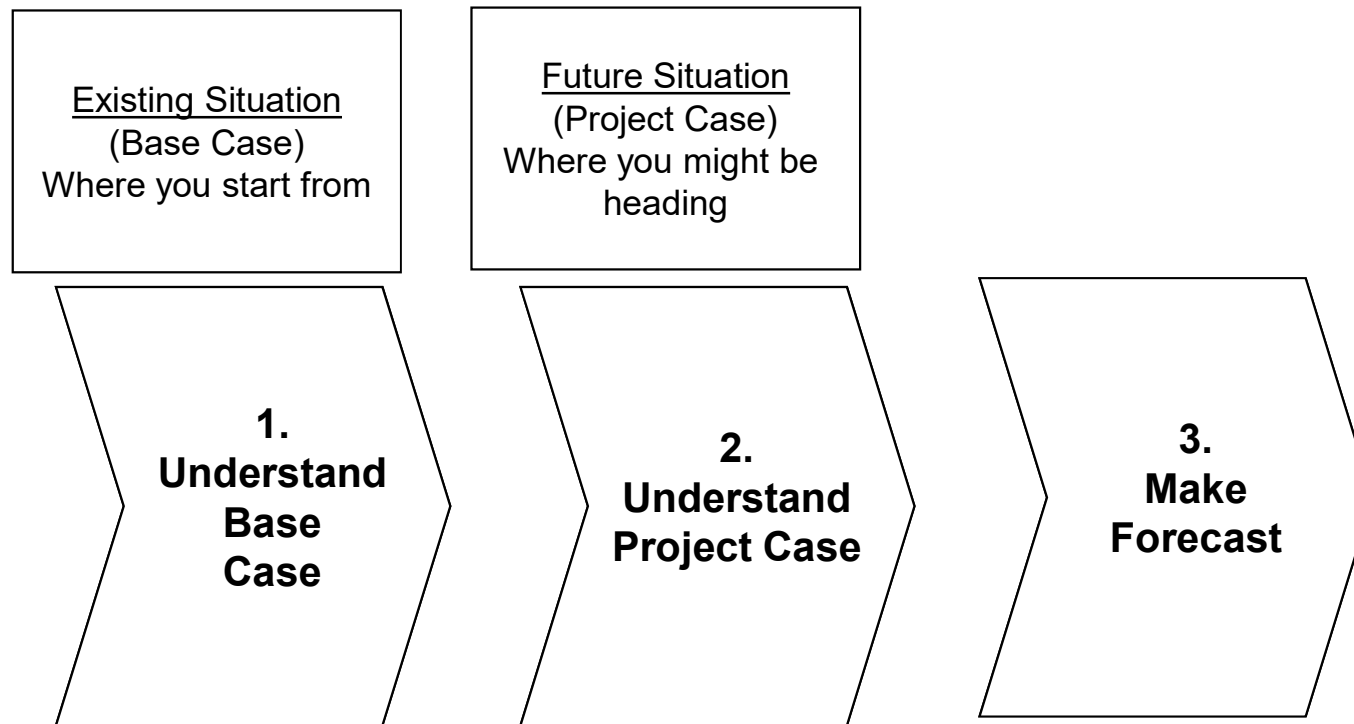 Existing Situation
(Base Case)
Where you start from
Future Situation
(Project Case)
Where you might be
heading
1.
Understand
Base
Case
2.
Understand
Project Case
3.
Make
Forecast